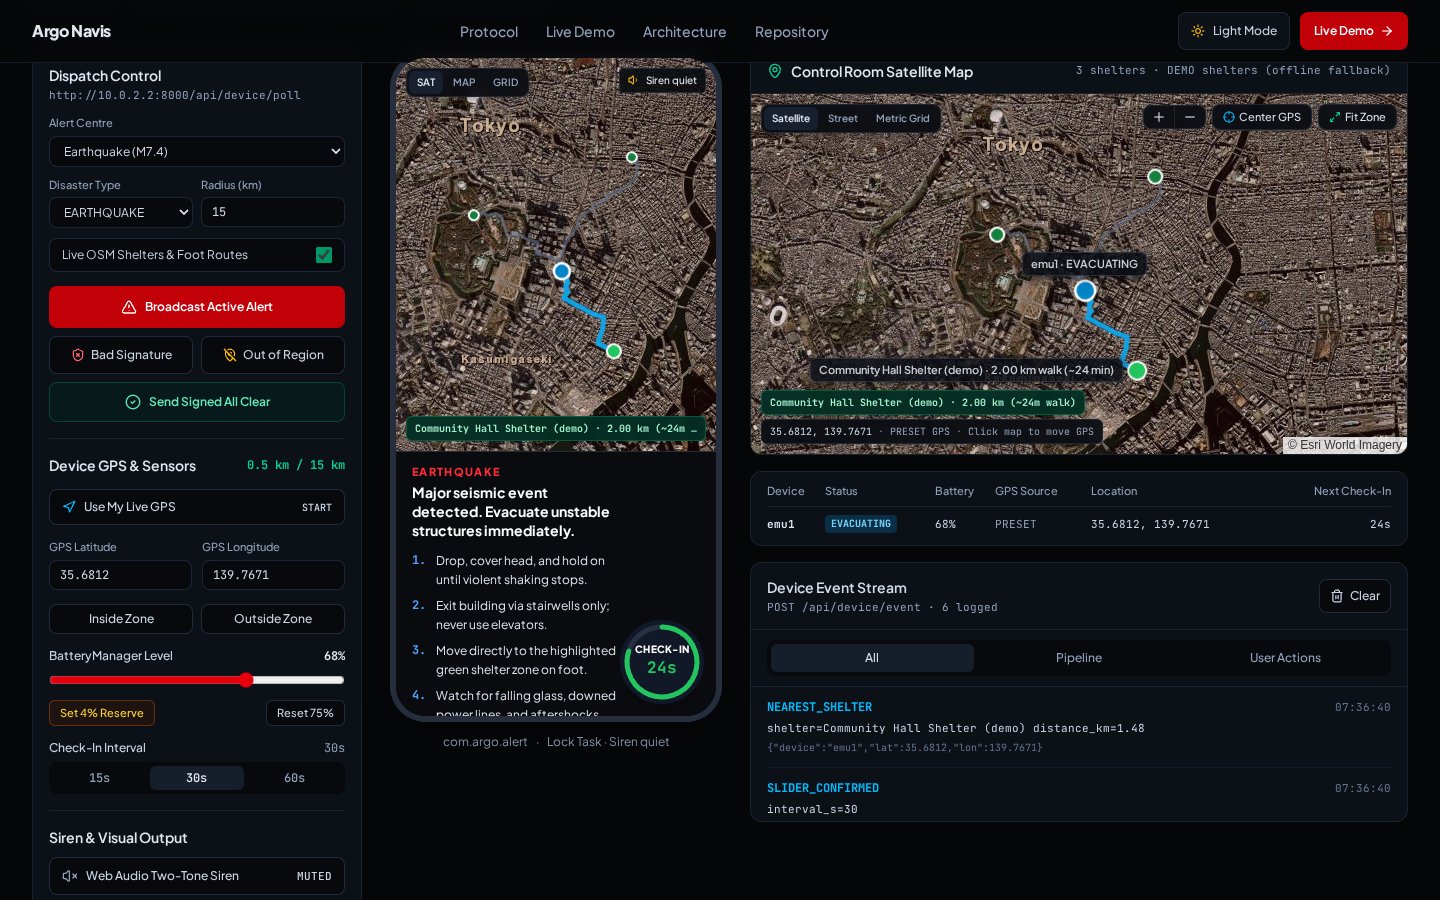 Argo Navis
Protocol
Live Demo
Architecture
Repository
Light Mode
Live Demo →
Dispatch Control
http://10.0.2.2:8000/api/device/poll
Alert Centre
Earthquake (M7.4)
Disaster Type
Radius (km)
EARTHQUAKE
15
Live OSM Shelters & Foot Routes
Broadcast Active Alert
Bad Signature
Out of Region
Send Signed All Clear
Device GPS & Sensors
0.5 km / 15 km
Use My Live GPS
START
GPS Latitude
GPS Longitude
35.6812
139.7671
Inside Zone
Outside Zone
BatteryManager Level
68%
Set 4% Reserve
Reset 75%
Check-In Interval
30s
15s
30s
60s
Siren & Visual Output
Web Audio Two-Tone Siren
MUTED
SAT
MAP
GRID
Siren quiet
Tokyo
Kasumigaseki
Community Hall Shelter (demo) · 2.00 km (~24m …
EARTHQUAKE
Major seismic event
detected. Evacuate unstable
structures immediately.
1. Drop, cover head, and hold on
until violent shaking stops.
2. Exit building via stairwells only;
never use elevators.
3. Move directly to the highlighted
green shelter zone on foot.
4. Watch for falling glass, downed
power lines, and aftershocks.
CHECK-IN
24s
com.argo.alert · Lock Task · Siren quiet
Control Room Satellite Map
3 shelters · DEMO shelters (offline fallback)
Satellite
Street
Metric Grid
+
−
Center GPS
Fit Zone
Tokyo
emu1 · EVACUATING
Community Hall Shelter (demo) · 2.00 km walk (~24 min)
Community Hall Shelter (demo) · 2.00 km (~24m walk)
35.6812, 139.7671 · PRESET GPS · Click map to move GPS
© Esri World Imagery
Device
Status
Battery
GPS Source
Location
Next Check-In
emu1
EVACUATING
68%
PRESET
35.6812, 139.7671
24s
Device Event Stream
POST /api/device/event · 6 logged
Clear
All
Pipeline
User Actions
NEAREST_SHELTER
07:36:40
shelter=Community Hall Shelter (demo) distance_km=1.48
{"device":"emu1","lat":35.6812,"lon":139.7671}
SLIDER_CONFIRMED
07:36:40
interval_s=30